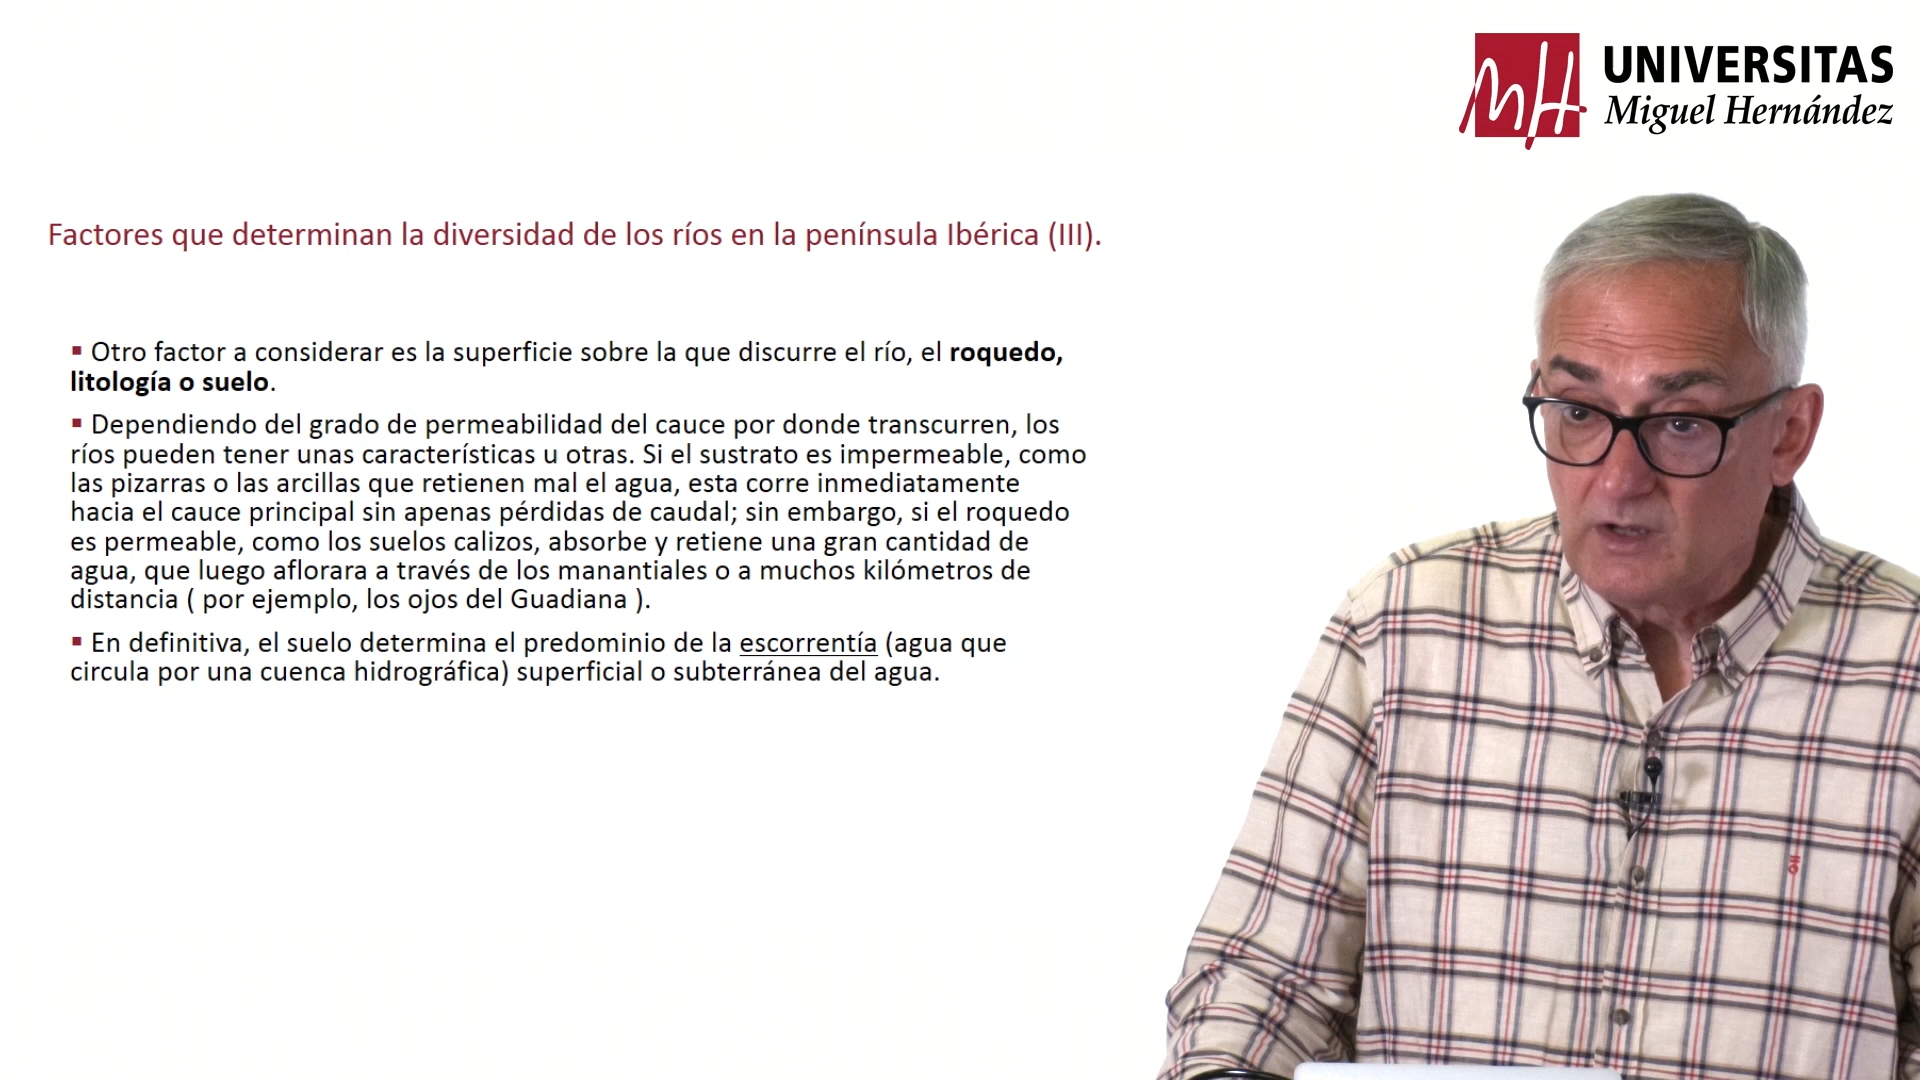 UNIVERSITAS
Miguel Hernández
Factores que determinan la diversidad de los ríos en la península Ibérica (III).
▪ Otro factor a considerar es la superficie sobre la que discurre el río, el roquedo,
litología o suelo.
▪ Dependiendo del grado de permeabilidad del cauce por donde transcurren, los
ríos pueden tener unas características u otras. Si el sustrato es impermeable, como
las pizarras o las arcillas que retienen mal el agua, esta corre inmediatamente
hacia el cauce principal sin apenas pérdidas de caudal; sin embargo, si el roquedo
es permeable, como los suelos calizos, absorbe y retiene una gran cantidad de
agua, que luego aflorara a través de los manantiales o a muchos kilómetros de
distancia ( por ejemplo, los ojos del Guadiana ).
▪ En definitiva, el suelo determina el predominio de la escorrentía (agua que
circula por una cuenca hidrográfica) superficial o subterránea del agua.